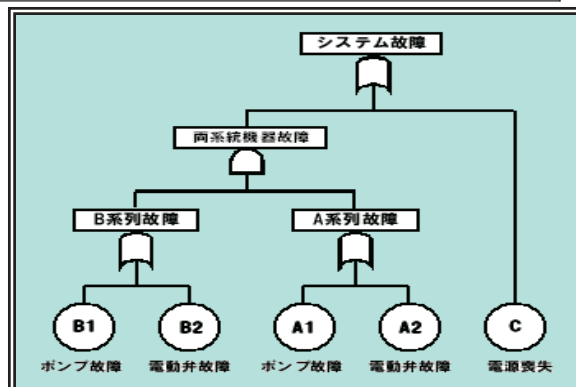 システム故障
両系統機器故障
B系列故障
A系列故障
B1
B2
A1
A2
C
ポンプ故障
電動弁故障
ポンプ故障
電動弁故障
電源喪失